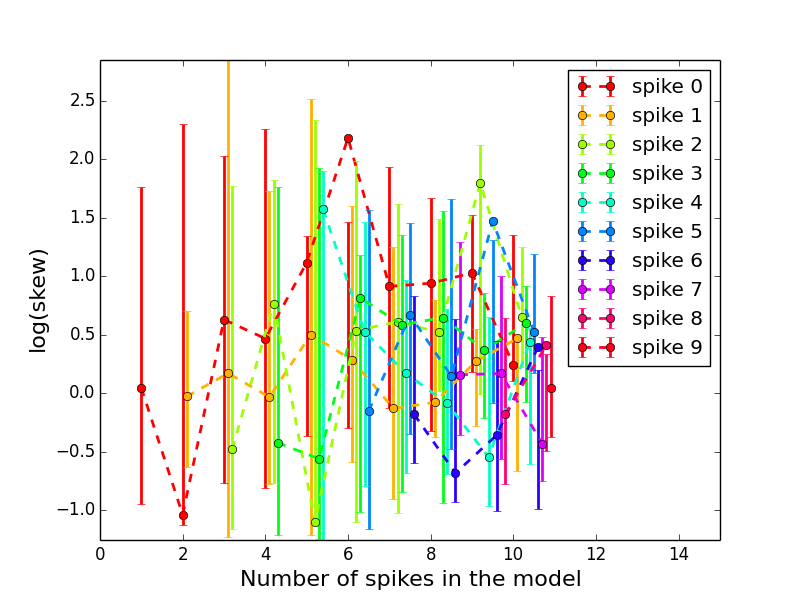 2.5
2.0
1.5
1.0
0.5
0.0
−0.5
−1.0
log(skew)
0 2 4 6 8 10 12 14
Number of spikes in the model
spike 0
spike 1
spike 2
spike 3
spike 4
spike 5
spike 6
spike 7
spike 8
spike 9